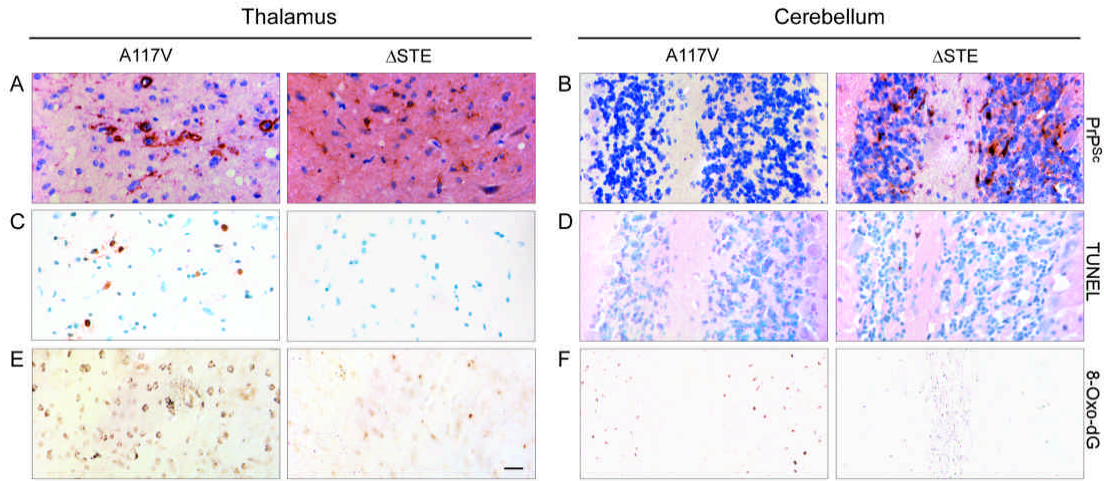 Thalamus Cerebellum
A117V ΔSTE A117V ΔSTE
A B PrPSc
C D TUNEL
E F 8-Oxo-dG